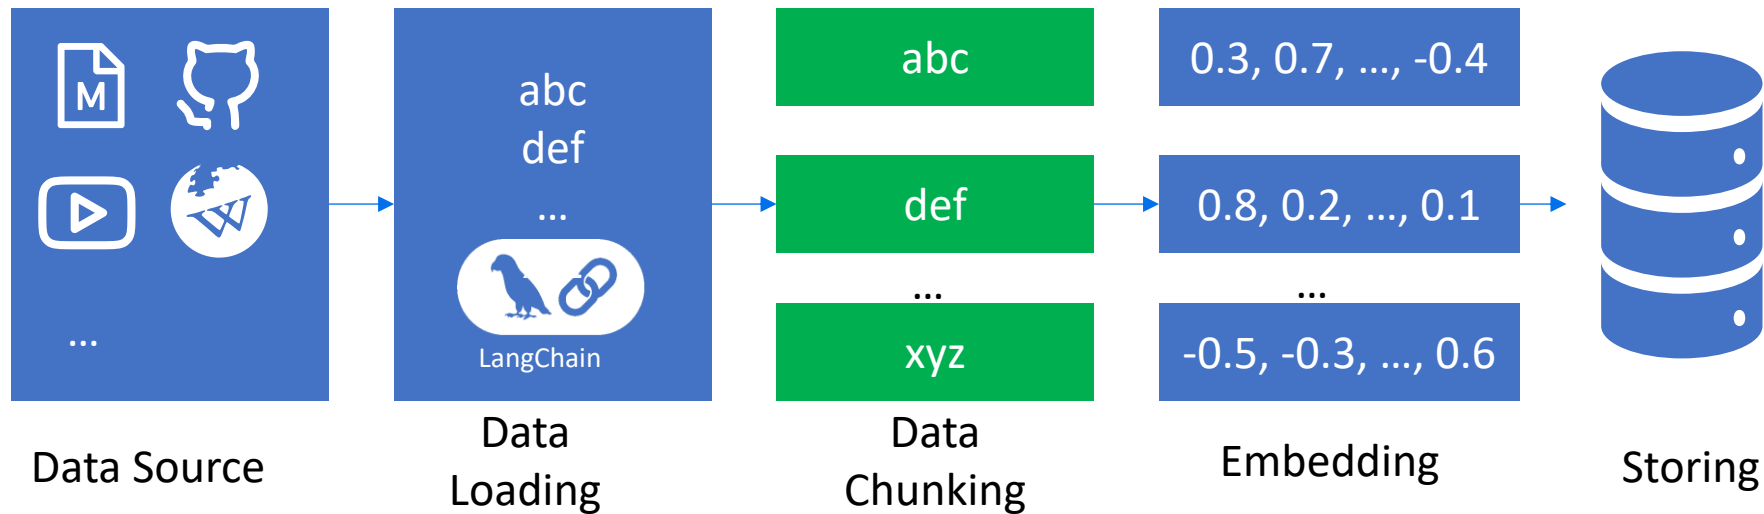 M
W
...
Data Source
abc
def
...
LangChain
Data
Loading
abc
def
...
xyz
Data
Chunking
0.3, 0.7, ..., -0.4
0.8, 0.2, ..., 0.1
...
-0.5, -0.3, ..., 0.6
Embedding
Storing